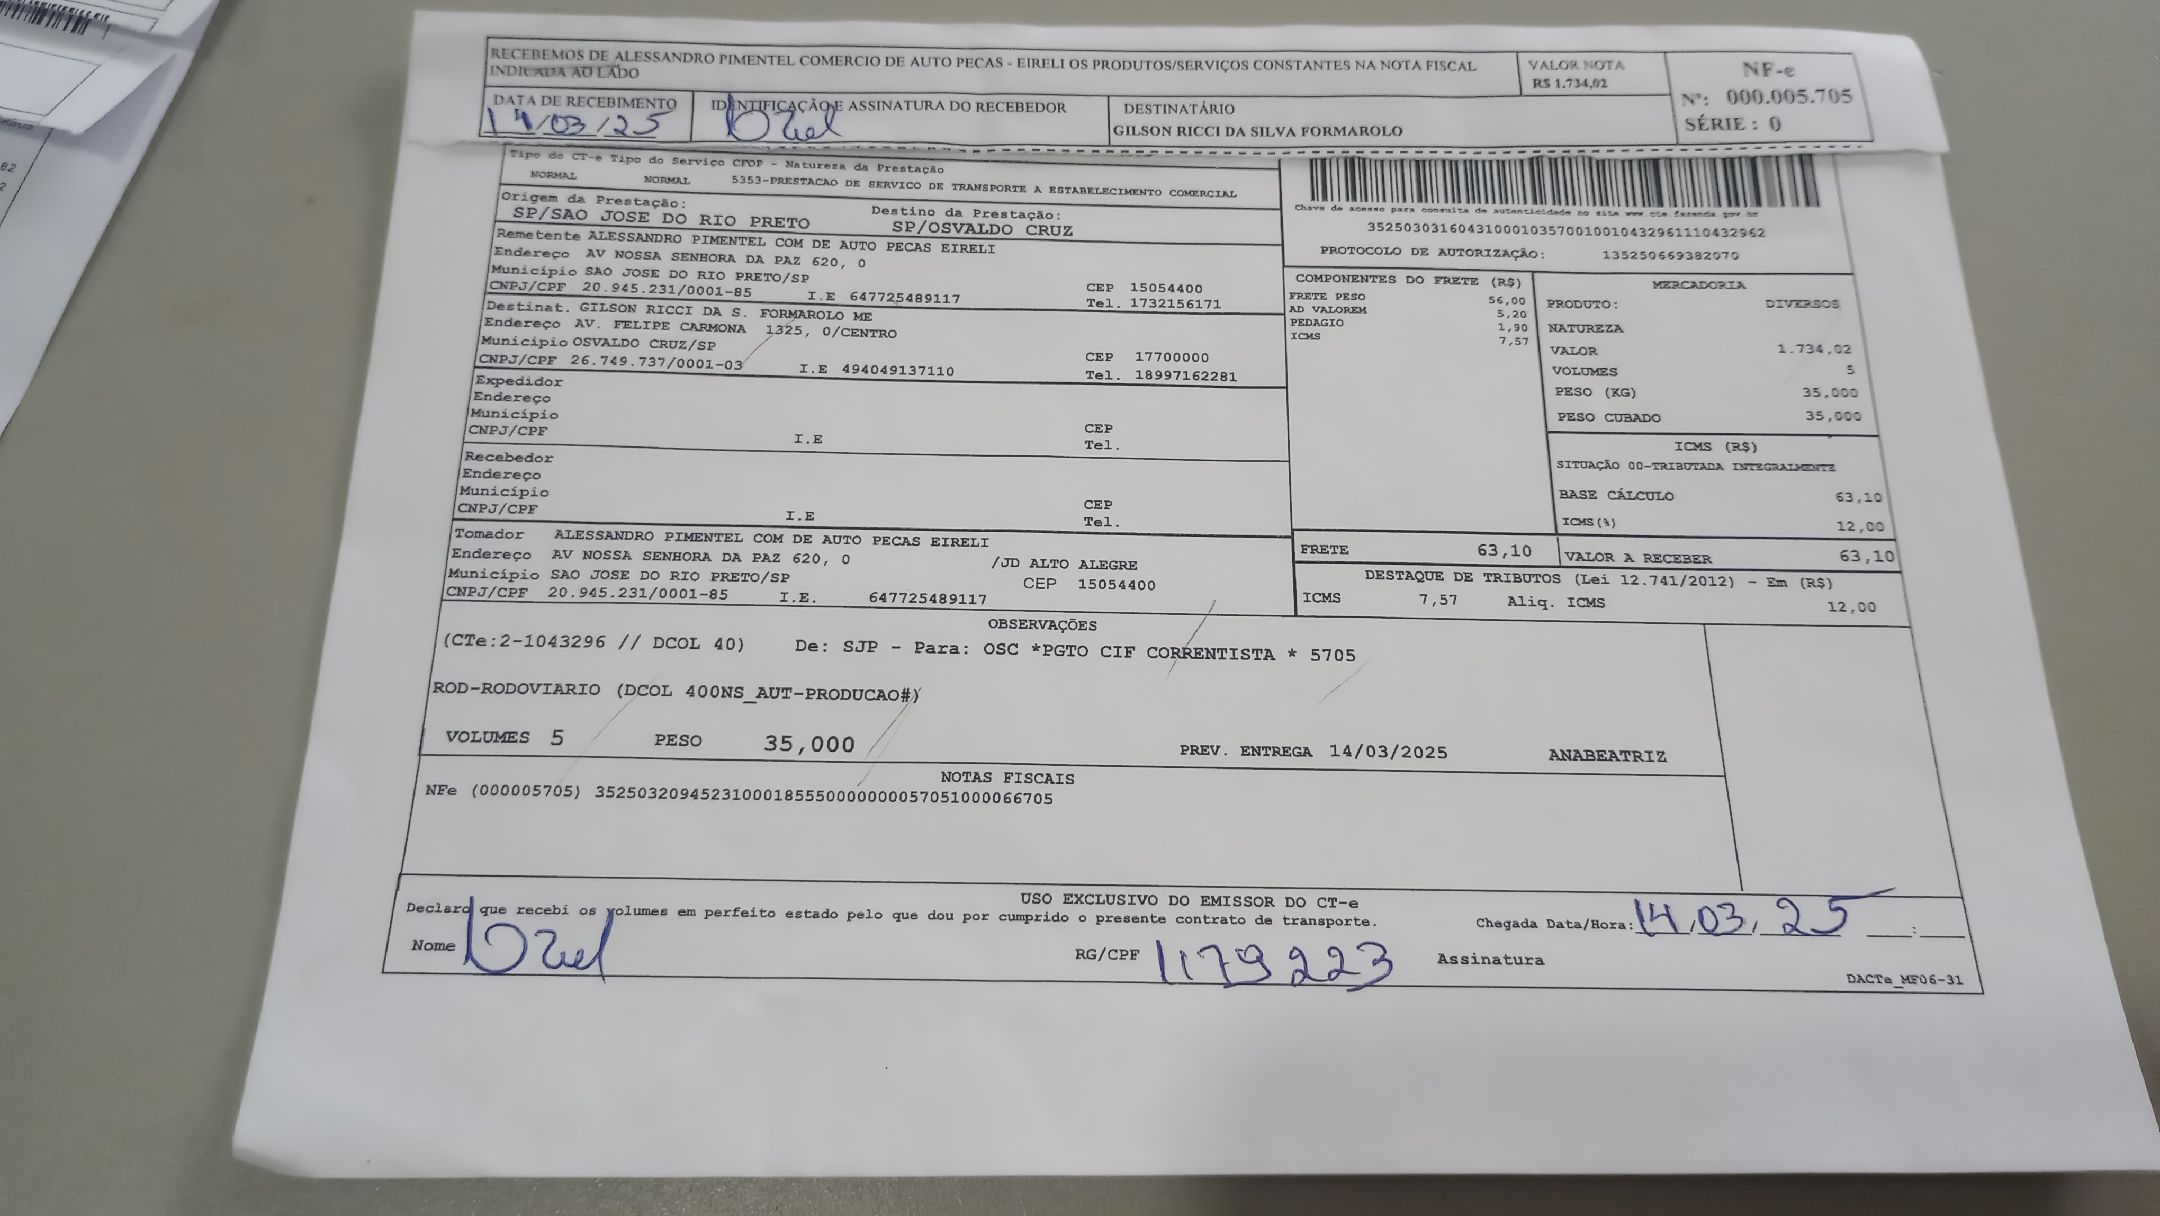 RECEBEMOS DE ALESSANDRO PIMENTEL COMERCIO DE AUTO PECAS - EIRELI OS PRODUTOS/SERVIÇOS CONSTANTES NA NOTA FISCAL
INDICADA AO LADO
VALOR NOTA
R$ 1.734,02
NF-e
Nº: 000.005.705
SÉRIE: 0
DATA DE RECEBIMENTO
14/03/25
IDENTIFICAÇÃO E ASSINATURA DO RECEBEDOR
DESTINATÁRIO
GILSON RICCI DA SILVA FORMAROLO
Tipo do CT-e Tipo do Serviço CFOP - Natureza da Prestação
NORMAL NORMAL 5353-PRESTACAO DE SERVICO DE TRANSPORTE A ESTABELECIMENTO COMERCIAL
Origem da Prestação: Destino da Prestação:
SP/SAO JOSE DO RIO PRETO SP/OSVALDO CRUZ
Remetente ALESSANDRO PIMENTEL COM DE AUTO PECAS EIRELI
Endereço AV NOSSA SENHORA DA PAZ 620, 0
Município SAO JOSE DO RIO PRETO/SP CEP 15054400
CNPJ/CPF 20.945.231/0001-85 I.E 647725489117 Tel. 1732156171
Destinat. GILSON RICCI DA S. FORMAROLO ME
Endereço AV. FELIPE CARMONA 1325, 0/CENTRO
Município OSVALDO CRUZ/SP CEP 17700000
CNPJ/CPF 26.749.737/0001-03 I.E 494049137110 Tel. 18997162281
Expedidor
Endereço
Município CEP
CNPJ/CPF I.E Tel.
Recebedor
Endereço
Município CEP
CNPJ/CPF I.E Tel.
Tomador ALESSANDRO PIMENTEL COM DE AUTO PECAS EIRELI
Endereço AV NOSSA SENHORA DA PAZ 620, 0 /JD ALTO ALEGRE
Município SAO JOSE DO RIO PRETO/SP CEP 15054400
CNPJ/CPF 20.945.231/0001-85 I.E. 647725489117
Chave de acesso para consulta de autenticidade no site www.cte.fazenda.gov.br
35250303160431000103570010010432961110432962
PROTOCOLO DE AUTORIZAÇÃO: 135250669382070
COMPONENTES DO FRETE (R$)
FRETE PESO 56,00
AD VALOREM 5,20
PEDAGIO 1,90
ICMS 7,57
MERCADORIA
PRODUTO: DIVERSOS
NATUREZA
VALOR 1.734,02
VOLUMES 5
PESO (KG) 35,000
PESO CUBADO 35,000
ICMS (R$)
SITUAÇÃO 00-TRIBUTADA INTEGRALMENTE
BASE CÁLCULO 63,10
ICMS(%) 12,00
FRETE 63,10
VALOR A RECEBER 63,10
DESTAQUE DE TRIBUTOS (Lei 12.741/2012) - Em (R$)
ICMS 7,57 Aliq. ICMS 12,00
OBSERVAÇÕES
(CTe:2-1043296 // DCOL 40) De: SJP - Para: OSC *PGTO CIF CORRENTISTA * 5705
ROD-RODOVIARIO (DCOL 400NS_AUT-PRODUCAO#)
VOLUMES 5 PESO 35,000 PREV. ENTREGA 14/03/2025 ANABEATRIZ
NOTAS FISCAIS
NFe (000005705) 35250320945231000185550000000057051000066705
USO EXCLUSIVO DO EMISSOR DO CT-e
Declaro que recebi os volumes em perfeito estado pelo que dou por cumprido o presente contrato de transporte.
Chegada Data/Hora: 14/03/25 __:__
Nome
RG/CPF 1179223
Assinatura
DACTe_MF06-31